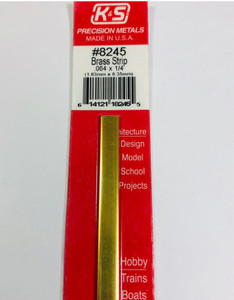 K&S
PRECISION METALS
MADE IN U.S.A.
#8245
Brass Strip
.064 x 1/4"
(1.63mm x 6.35mm)
6 14121 18245 5
hitecture
Design
Model
School
Projects
Hobby
Trains
Boats